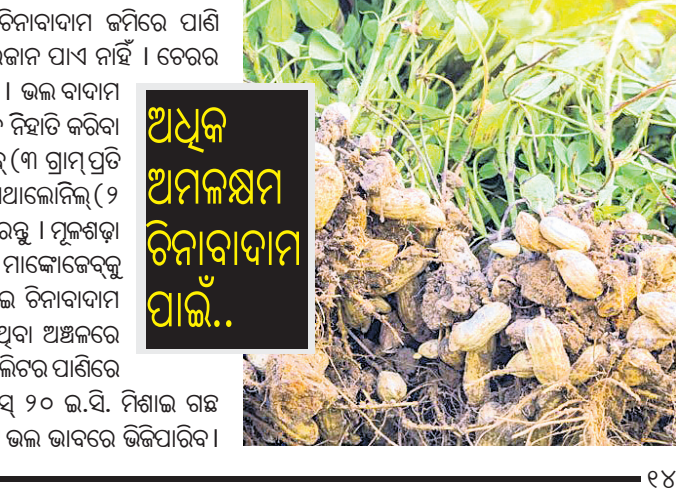 ଚିନାବାଦାମ ଜମିରେ ପାଣି
ପାଏ ନାହିଁ । ଚେରର
। ଭଲ ବାଦାମ
ନିହାତି କରିବା
(୩ ଗ୍ରାମ୍ ପ୍ରତି
(୨
। ମୂଳଶଢ଼ା
ମାଙ୍କୋଜେବ୍‌କୁ
ଚିନାବାଦାମ
ଅଞ୍ଚଳରେ
ଲିଟର ପାଣିରେ
୨୦ ଇ.ସି. ମିଶାଇ ଗଛ
ଭଲ ଭାବରେ ଭିଜିପାରିବ।
ଅଧିକ
ଅମଳକ୍ଷମ
ଚିନାବାଦାମ
ପାଇଁ..
୧୪